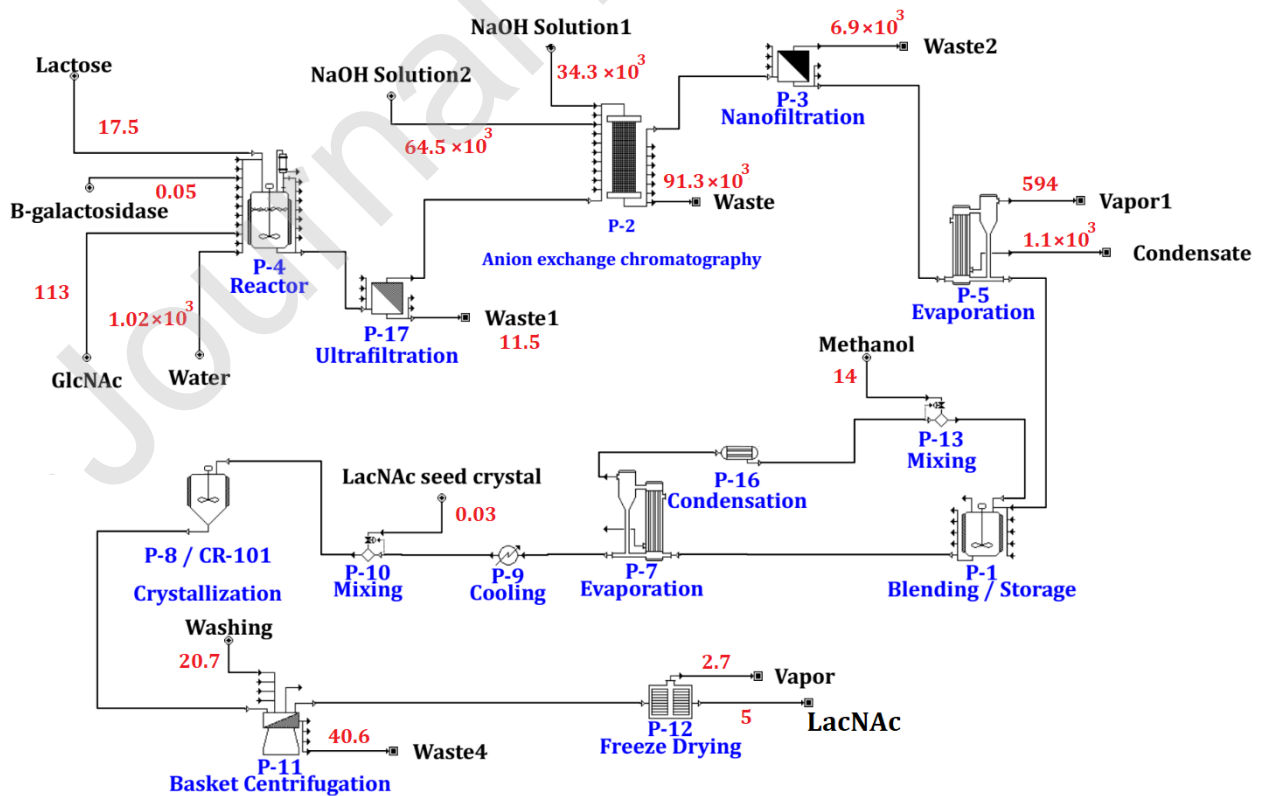 Journal
NaOH Solution1
6.9×10³
Waste2
Lactose
NaOH Solution2
34.3 ×10³
P-3
Nanofiltration
17.5
64.5 ×10³
91.3×10³
Waste
594
Vapor1
0.05
B-galactosidase
P-2
1.1×10³
Condensate
P-4
Reactor
Anion exchange chromatography
113
1.02×10³
P-5
Evaporation
Waste1
11.5
P-17
Ultrafiltration
Methanol
14
GlcNAc
Water
P-13
Mixing
LacNAc seed crystal
0.03
P-16
Condensation
P-8 / CR-101
Crystallization
P-10
Mixing
P-9
Cooling
P-7
Evaporation
P-1
Blending / Storage
Washing
20.7
2.7
Vapor
5
LacNAc
P-12
Freeze Drying
40.6
Waste4
P-11
Basket Centrifugation